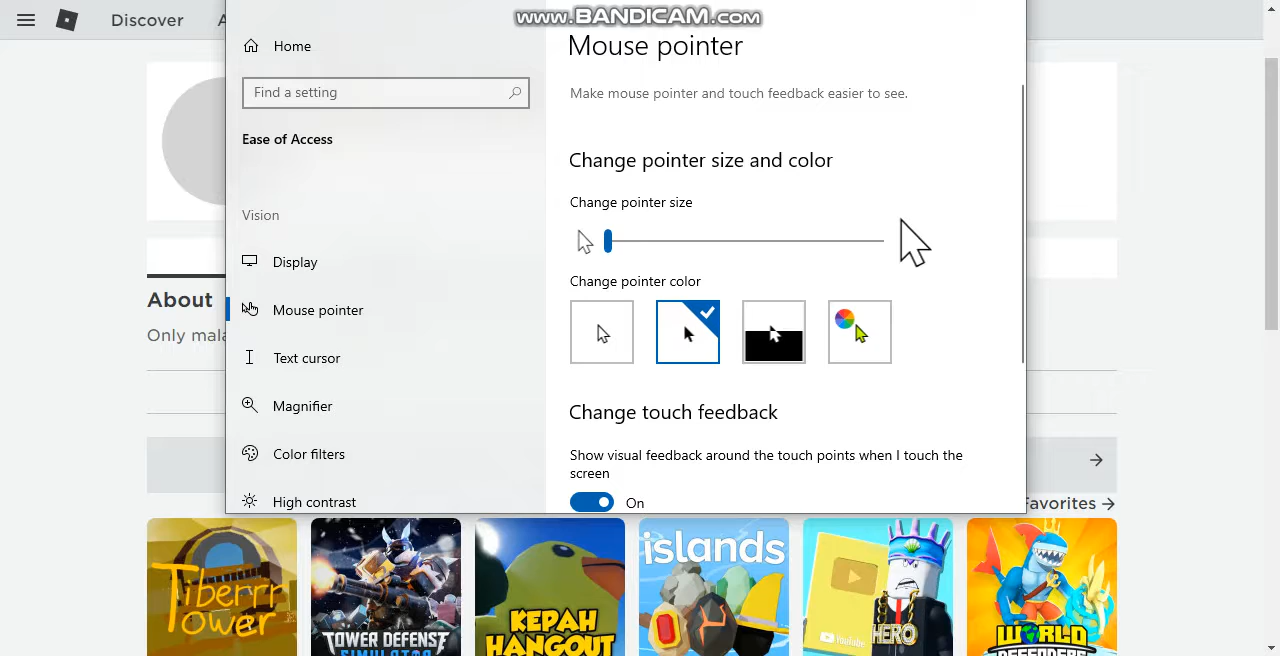 Discover
www.BANDICAM.com
Home
Mouse pointer
Find a setting
Make mouse pointer and touch feedback easier to see.
Ease of Access
Change pointer size and color
Vision
Change pointer size
Display
Change pointer color
About
Mouse pointer
Only mala
Text cursor
Magnifier
Change touch feedback
Color filters
Show visual feedback around the touch points when I touch the
screen
High contrast
On
Favorites
Tiberrr
Tower
TOWER DEFENSE
SIMULATOR
KEPAH
HANGOUT
islands
YouTube
HERO
WORLD
DEFENDERS